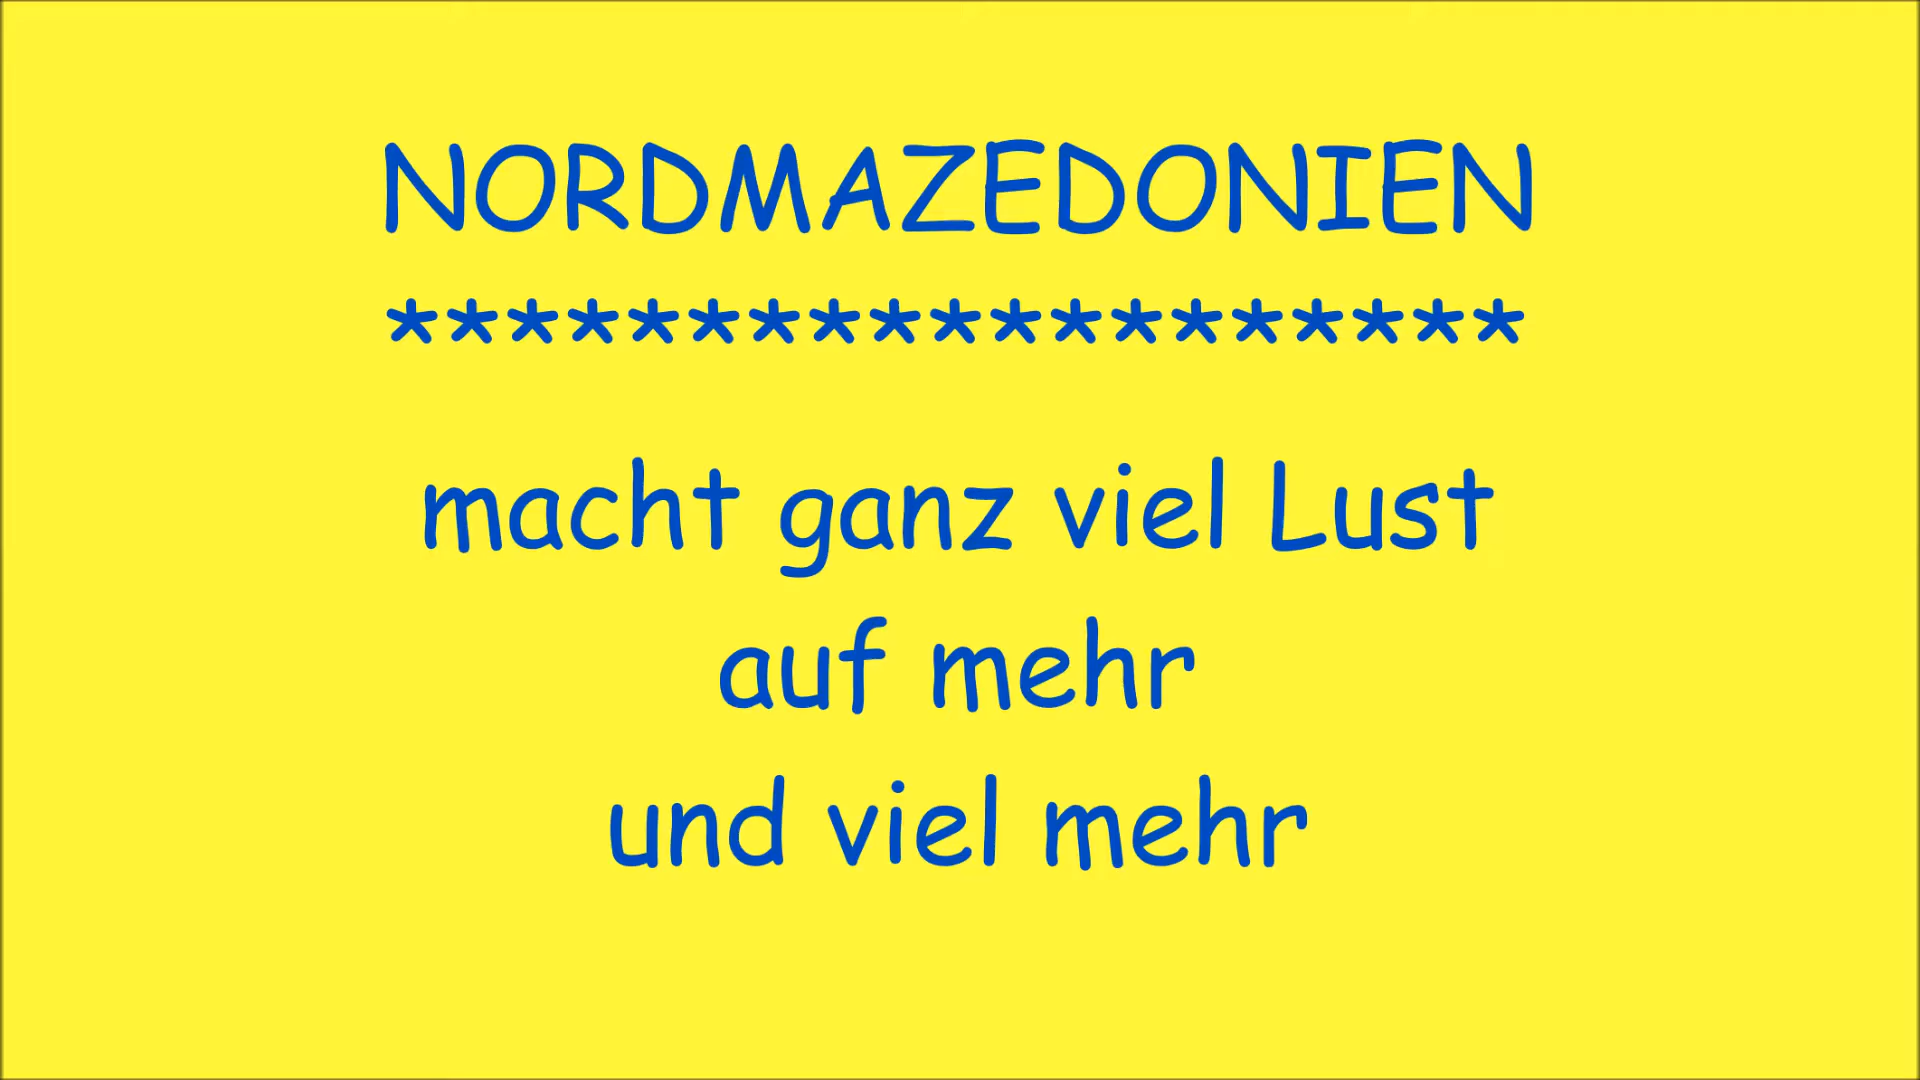 NORDMAZEDONIEN
*******************
macht ganz viel Lust
auf mehr
und viel mehr